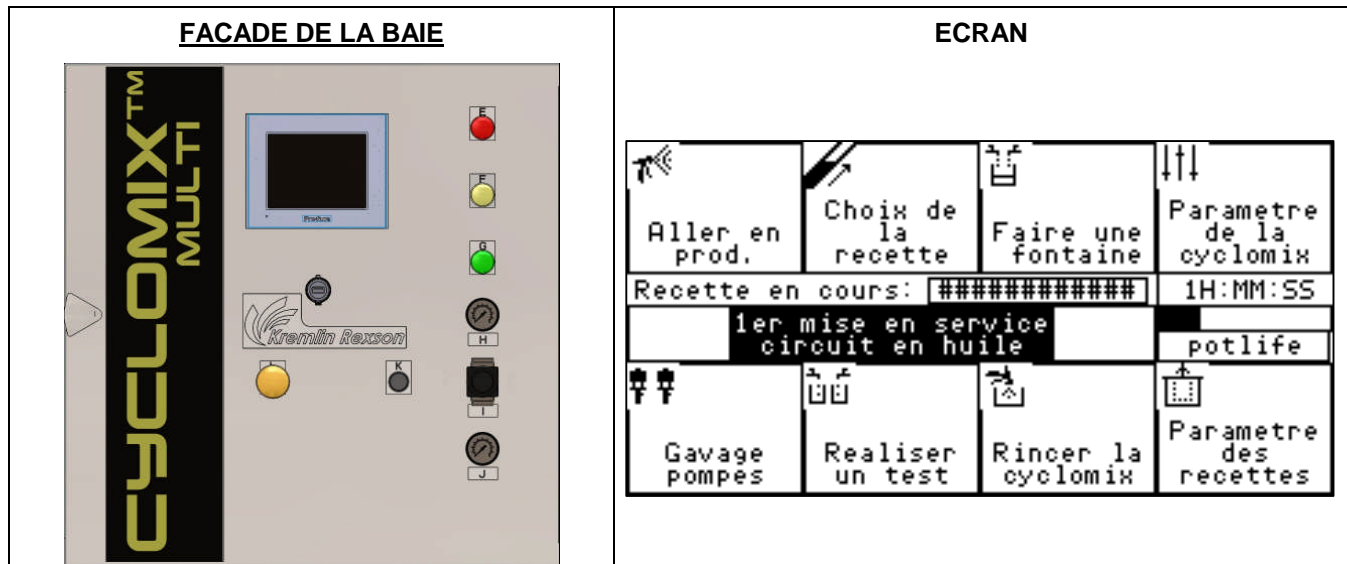 FACADE DE LA BAIE
ECRAN
CYCLOMIX™
MULTI
E
F
G
H
I
J
K
Kremlin Rexson
Aller en
prod.
Choix de
la
recette
Faire une
fontaine
Parametre
de la
cyclomix
Recette en cours: ############
1H:MM:SS
1er mise en service
circuit en huile
potlife
Gavage
pompes
Realiser
un test
Rincer la
cyclomix
Parametre
des
recettes